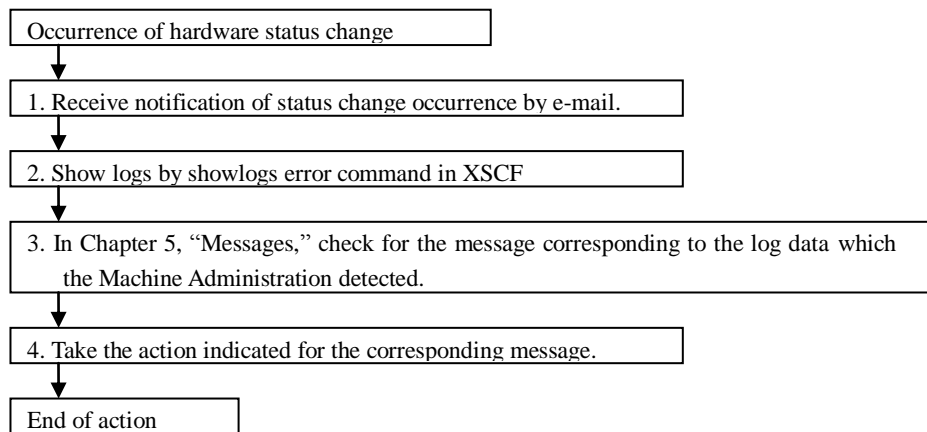 Occurrence of hardware status change
1. Receive notification of status change occurrence by e-mail.
2. Show logs by showlogs error command in XSCF
3. In Chapter 5, “Messages,” check for the message corresponding to the log data which
the Machine Administration detected.
4. Take the action indicated for the corresponding message.
End of action